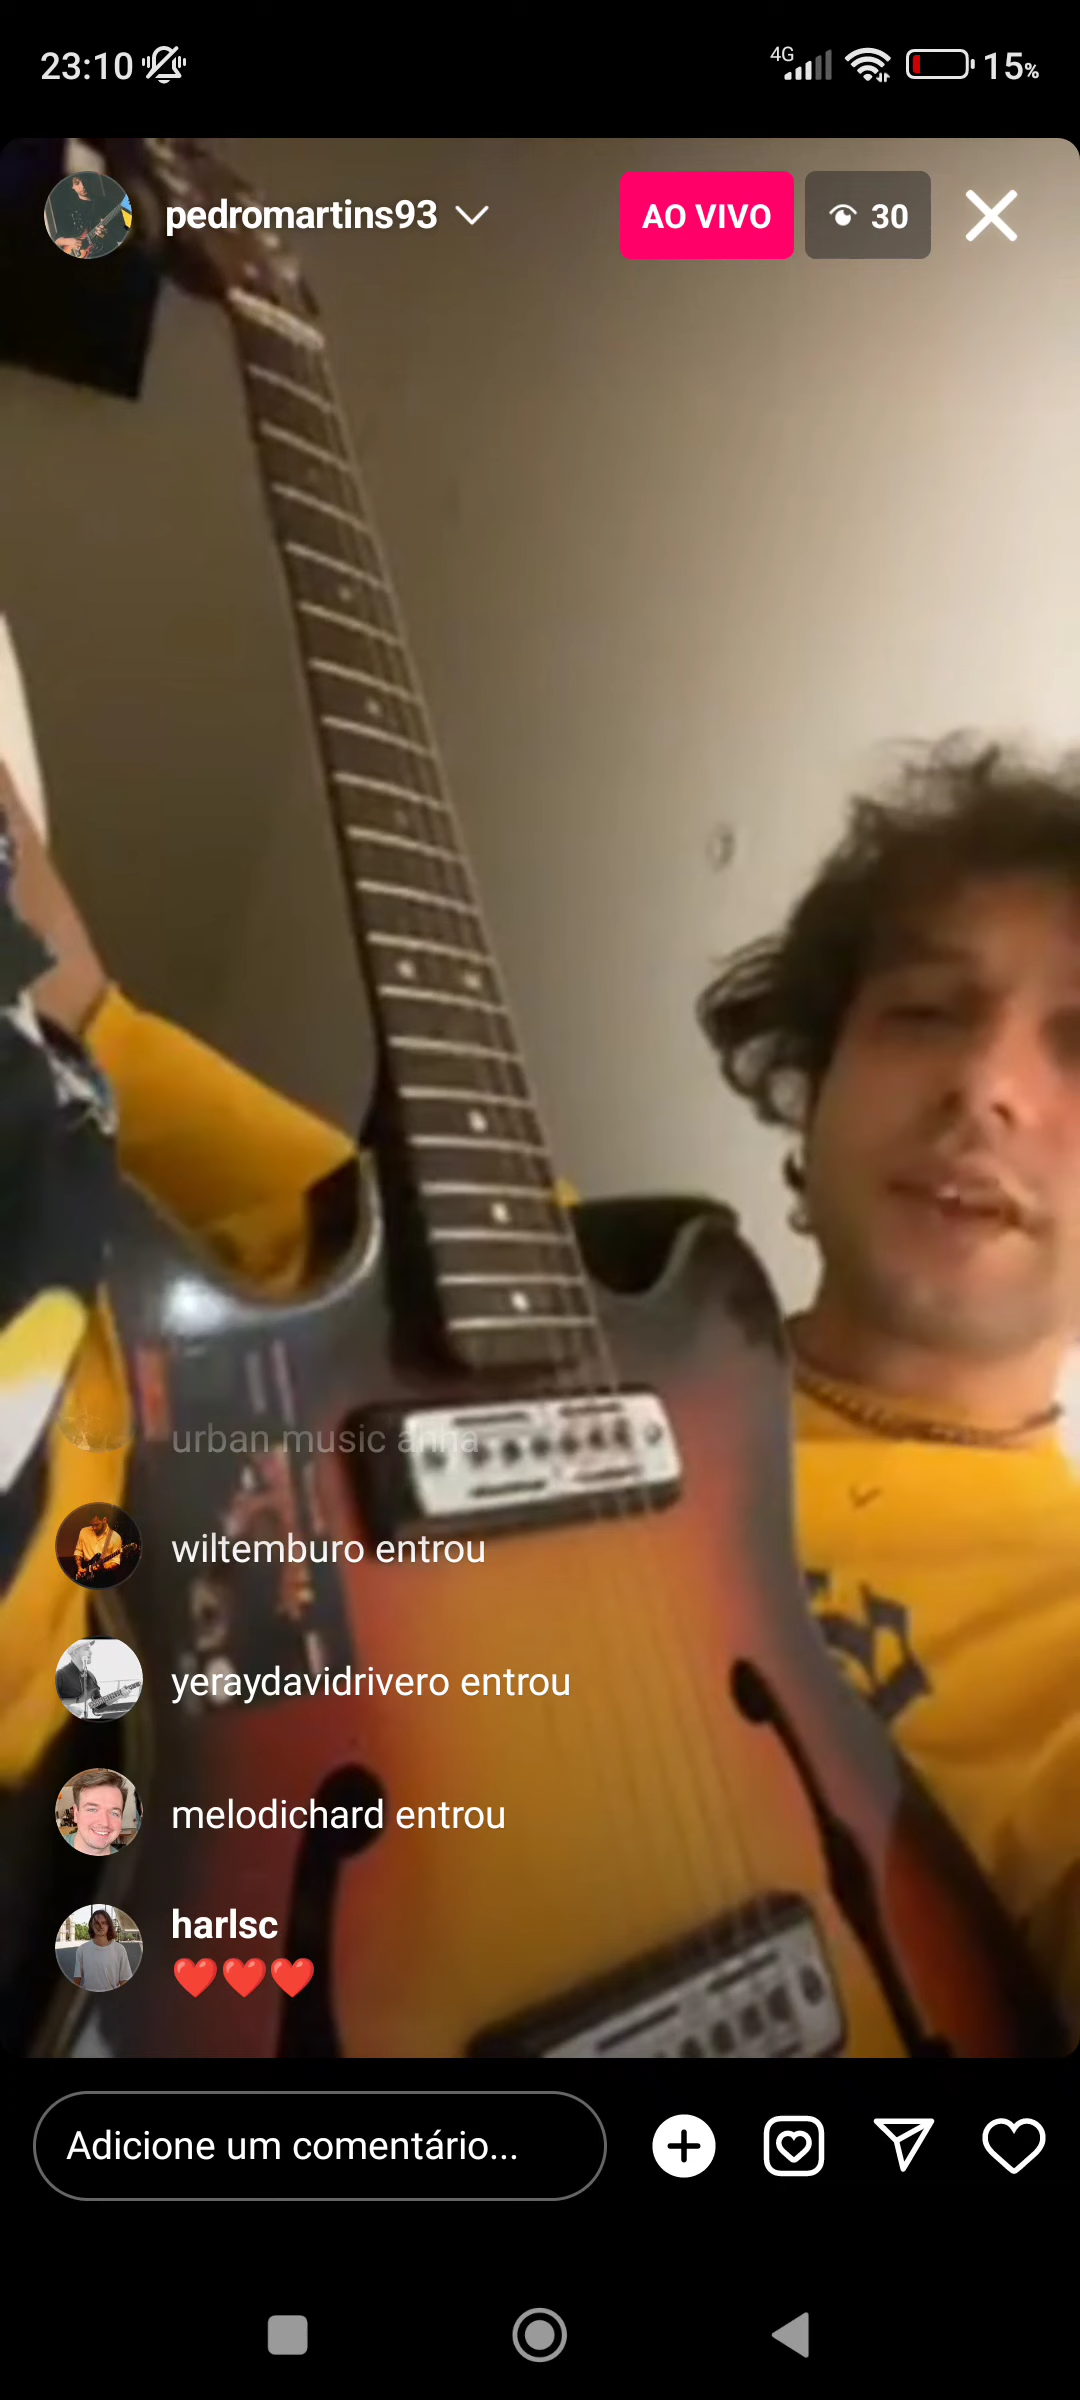 23:10
4G
15%
pedromartins93
AO VIVO
30
urban music
wiltemburo entrou
yeraydavidrivero entrou
melodichard entrou
harlsc
❤️❤️❤️
Adicione um comentário...